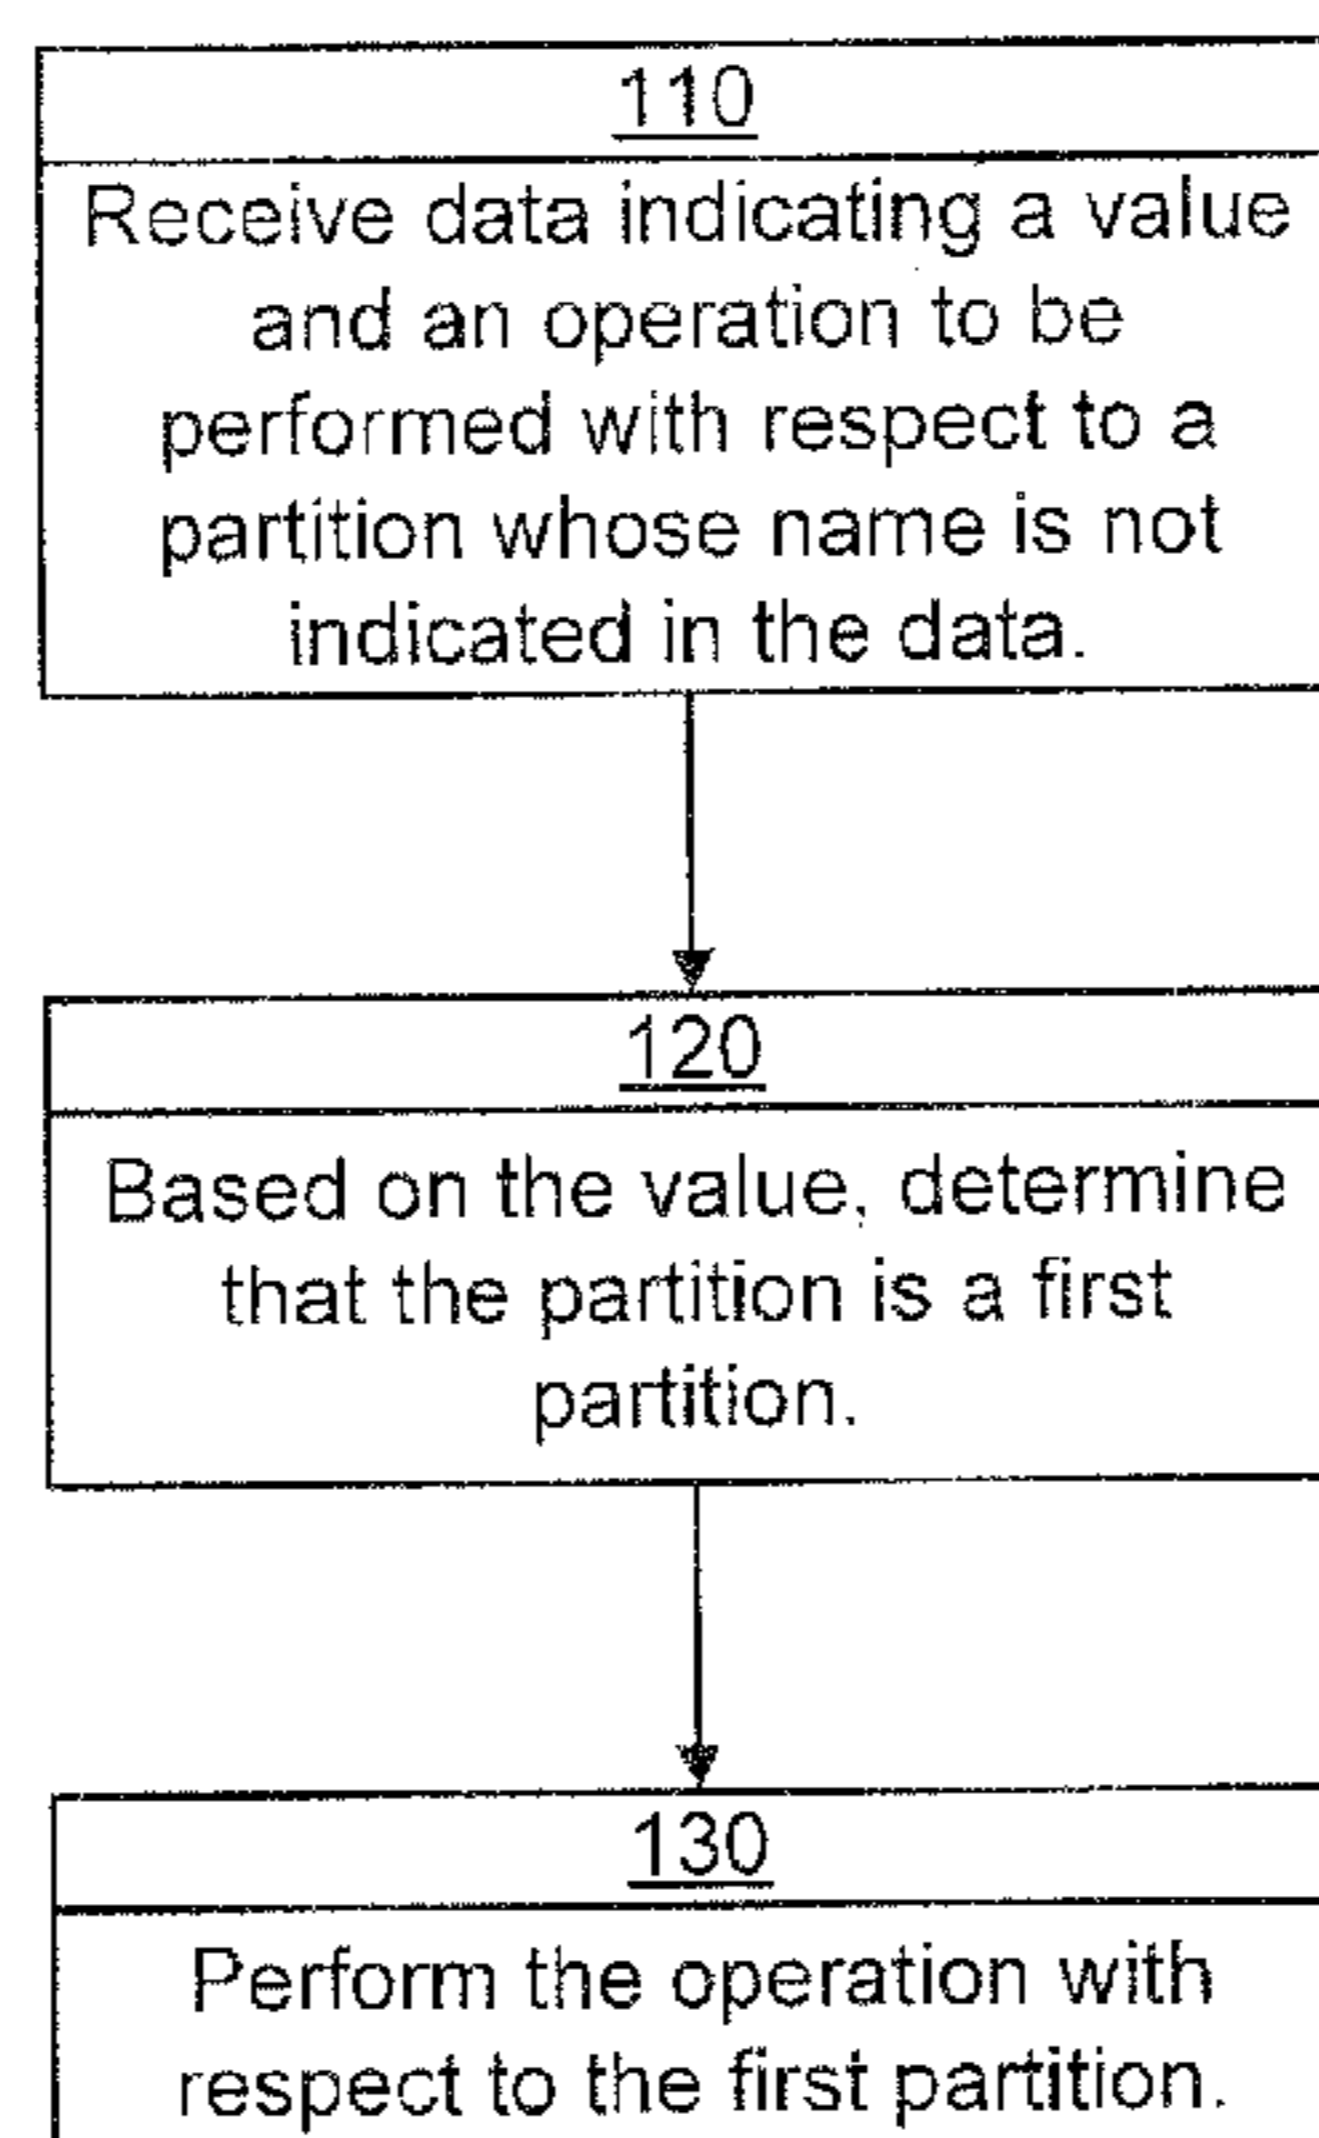 110
Receive data indicating a value
and an operation to be
performed with respect to a
partition whose name is not
indicated in the data.
120
Based on the value, determine
that the partition is a first
partition.
130
Perform the operation with
respect to the first partition.